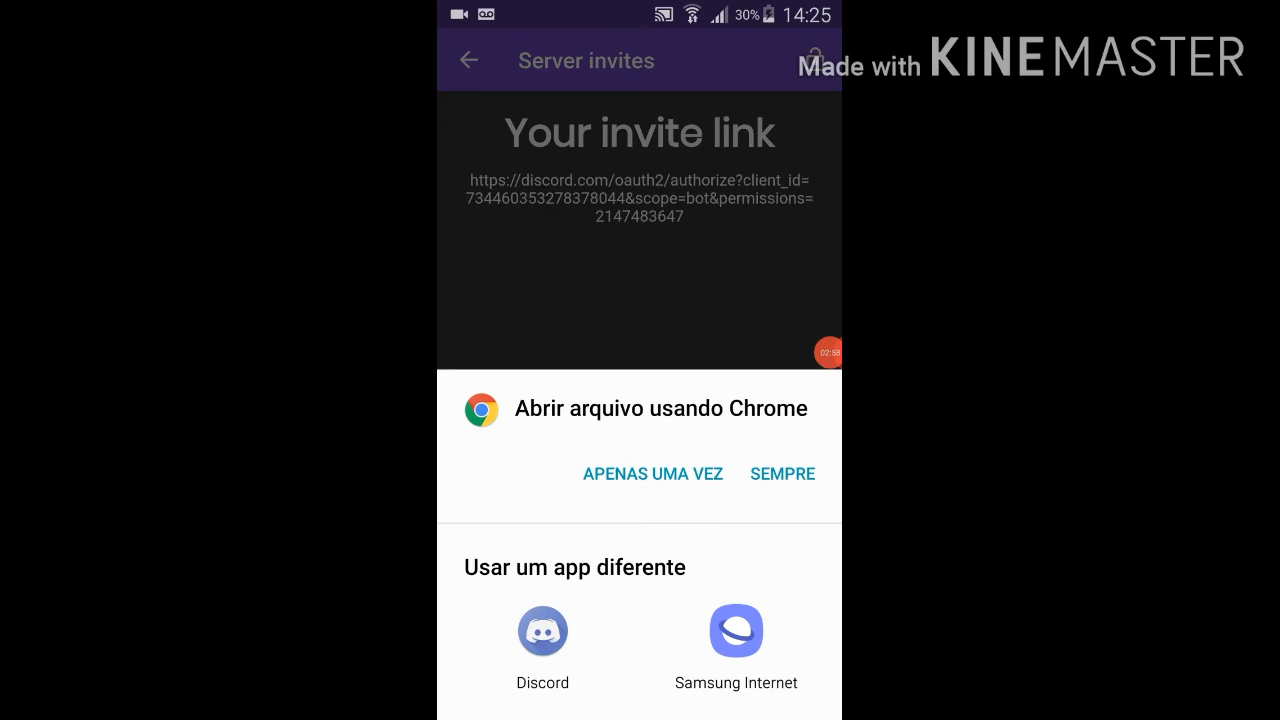 30% 14:25
Server invites
Made with KINEMASTER
Your invite link
https://discord.com/oauth2/authorize?client_id=
734460353278378044&scope=bot&permissions=
2147483647
02:58
Abrir arquivo usando Chrome
APENAS UMA VEZ SEMPRE
Usar um app diferente
Discord Samsung Internet